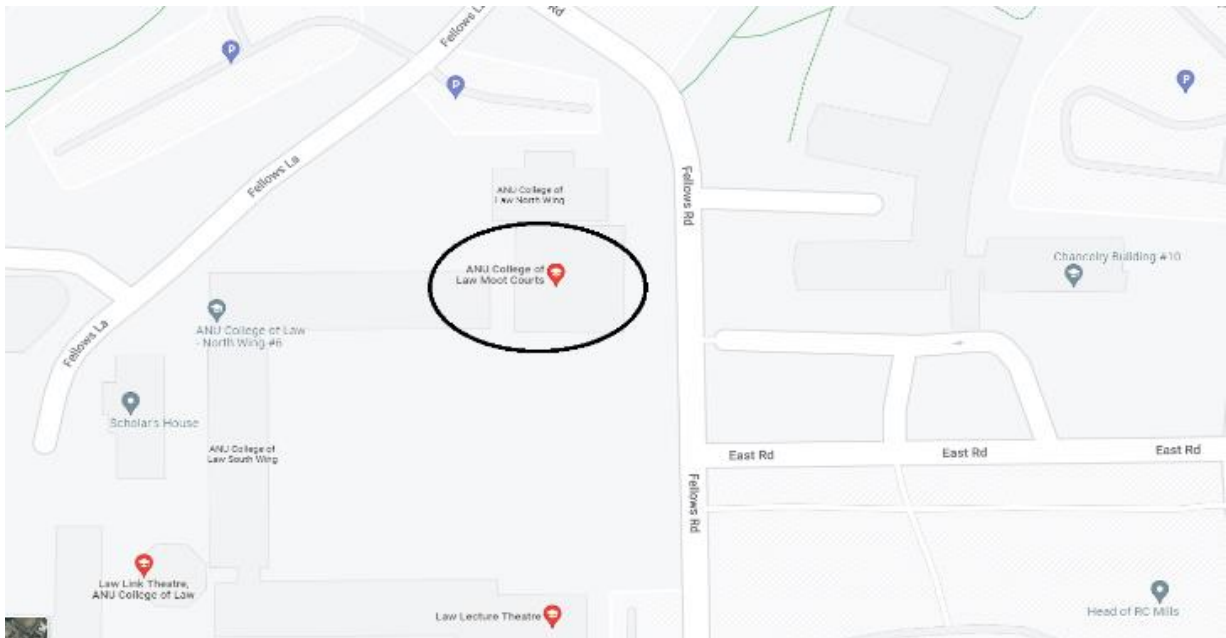 Fellows La
Rd
P
P
P
Fellows La
Fellows Rd
ANU College of
Law North Wing
Chancelry Building #10
ANU College of
Law Moot Courts
ANU College of Law
- North Wing #6
Fellows La
Scholar's House
ANU College of
Law South Wing
East Rd
East Rd
East Rd
Fellows Rd
Law Link Theatre,
ANU College of Law
Law Lecture Theatre
Head of RC Mills